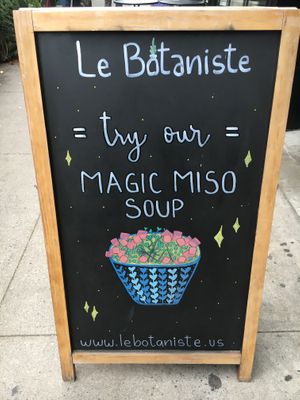 Le Botaniste
= try our =
MAGIC MISO
SOUP
www.lebotaniste.us